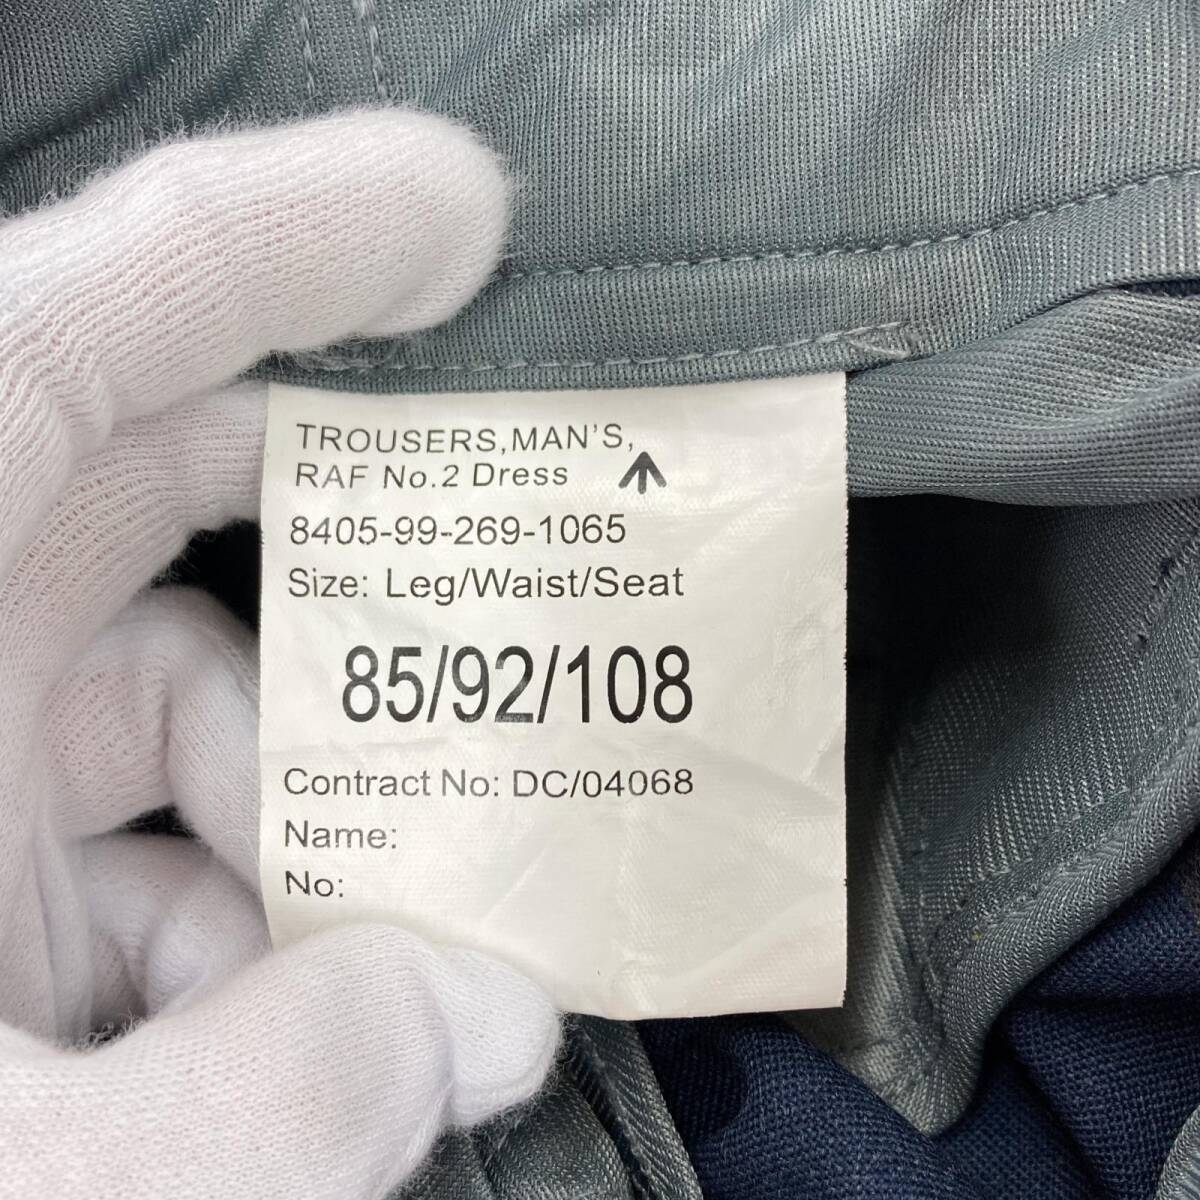 TROUSERS,MAN'S,
RAF No.2 Dress
8405-99-269-1065
Size: Leg/Waist/Seat
85/92/108
Contract No: DC/04068
Name:
No: